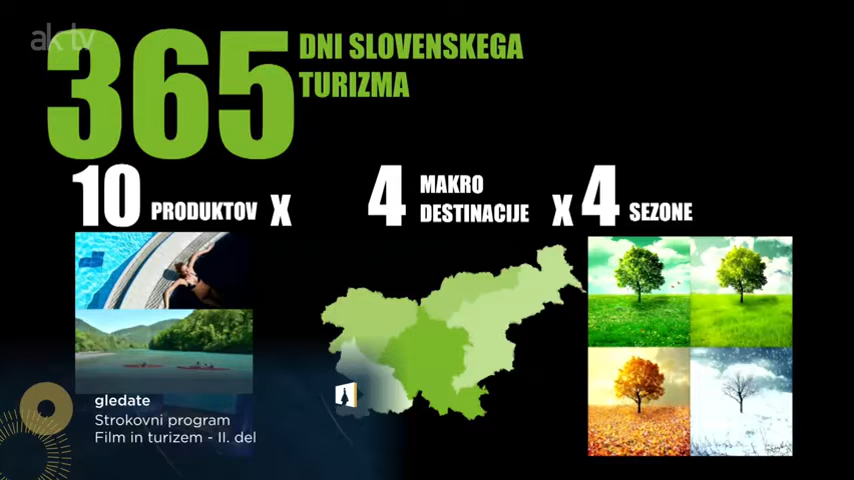 ak tv
365
DNI SLOVENSKEGA
TURIZMA
10 PRODUKTOV X 4 MAKRO DESTINACIJE X 4 SEZONE
gledate
Strokovni program
Film in turizem - II. del